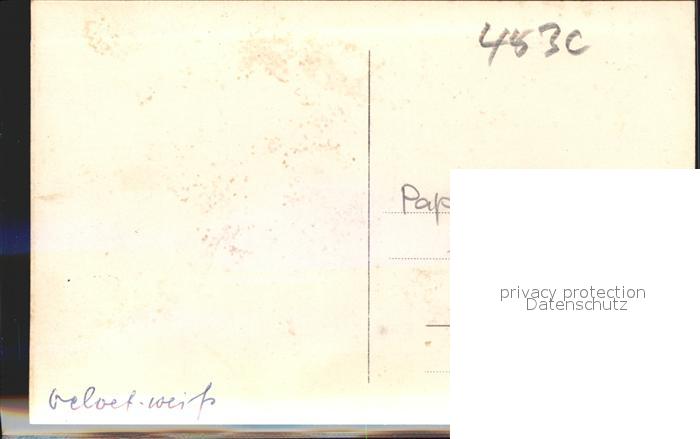 483c
Pap
privacy protection
Datenschutz
Velvet-weiß